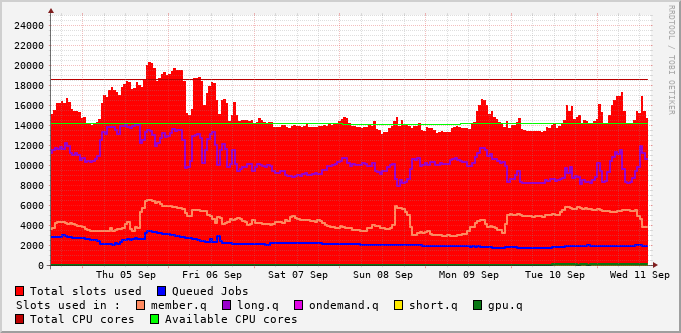 24000
22000
20000
18000
16000
14000
12000
10000
8000
6000
4000
2000
0
Thu 05 Sep Fri 06 Sep Sat 07 Sep Sun 08 Sep Mon 09 Sep Tue 10 Sep Wed 11 Sep
RRDTOOL / TOBI OETIKER
Total slots used Queued Jobs
Slots used in : member.q long.q ondemand.q short.q gpu.q
Total CPU cores Available CPU cores